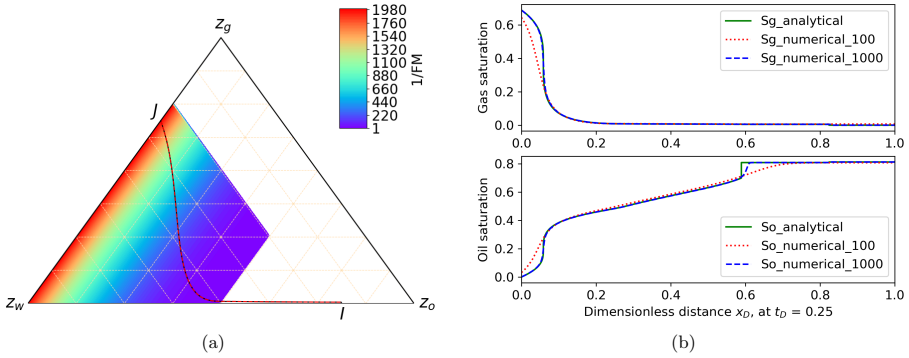 z_g
1980
1760
1540
1320
1100
880
660
440
220
1
1/FM
J
z_w
I
z_o
(a)
Gas saturation
0.6
0.4
0.2
0.0
Sg_analytical
Sg_numerical_100
Sg_numerical_1000
0.0 0.2 0.4 0.6 0.8 1.0
Oil saturation
0.8
0.6
0.4
0.2
0.0
So_analytical
So_numerical_100
So_numerical_1000
0.0 0.2 0.4 0.6 0.8 1.0
Dimensionless distance x_D, at t_D = 0.25
(b)